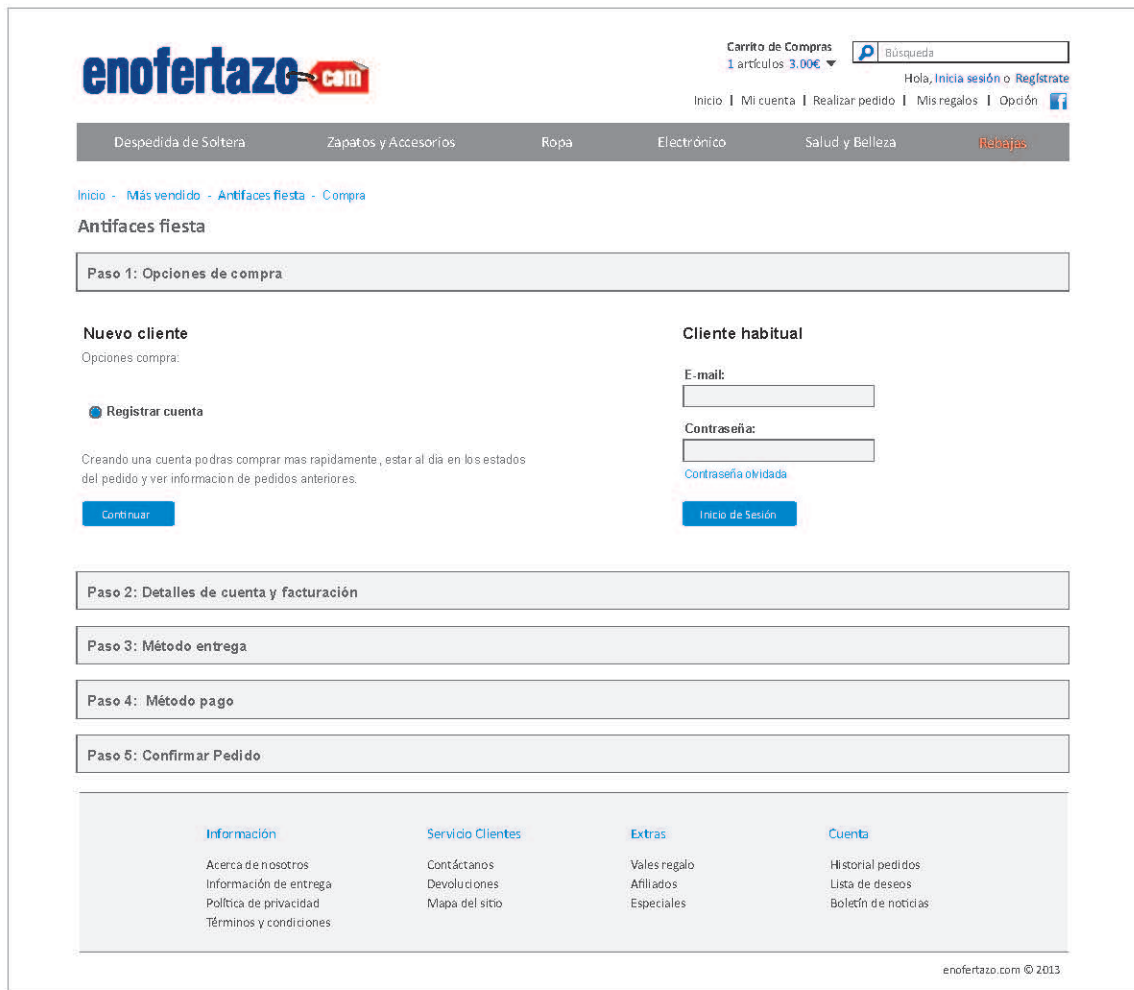 enofertazo.com
Carrito de Compras
1 artículos 3.00€
Búsqueda
Hola, Inicia sesión o Regístrate
Inicio | Mi cuenta | Realizar pedido | Mis regalos | Opción f
Despedida de Soltera Zapatos y Accesorios Ropa Electrónico Salud y Belleza Rebajas
Inicio - Más vendido - Antifaces fiesta - Compra
Antifaces fiesta
Paso 1: Opciones de compra
Nuevo cliente
Opciones compra:
Registrar cuenta
Creando una cuenta podras comprar mas rapidamente, estar al dia en los estados
del pedido y ver informacion de pedidos anteriores.
Continuar
Cliente habitual
E-mail:
Contraseña:
Contraseña olvidada
Inicio de Sesión
Paso 2: Detalles de cuenta y facturación
Paso 3: Método entrega
Paso 4: Método pago
Paso 5: Confirmar Pedido
Información
Acerca de nosotros
Información de entrega
Política de privacidad
Términos y condiciones
Servicio Clientes
Contáctanos
Devoluciones
Mapa del sitio
Extras
Vales regalo
Afiliados
Especiales
Cuenta
Historial pedidos
Lista de deseos
Boletín de noticias
enofertazo.com © 2013